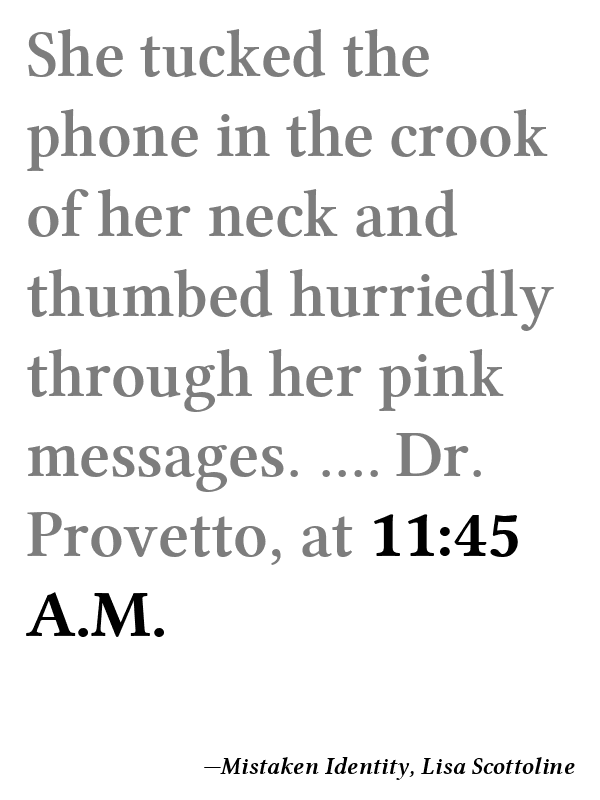 She tucked the
phone in the crook
of her neck and
thumbed hurriedly
through her pink
messages. .... Dr.
Provetto, at 11:45
A.M.
—Mistaken Identity, Lisa Scottoline